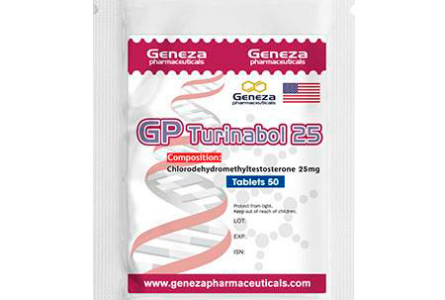 Geneza
pharmaceuticals
Geneza
pharmaceuticals
Geneza
pharmaceuticals
GP Turinabol 25
Composition:
Chlorodehydromethyltestosterone 25mg
Tablets 50
Protect from light.
Keep out of reach of children.
LOT:
EXP.:
ISN:
www.genezapharmaceuticals.com